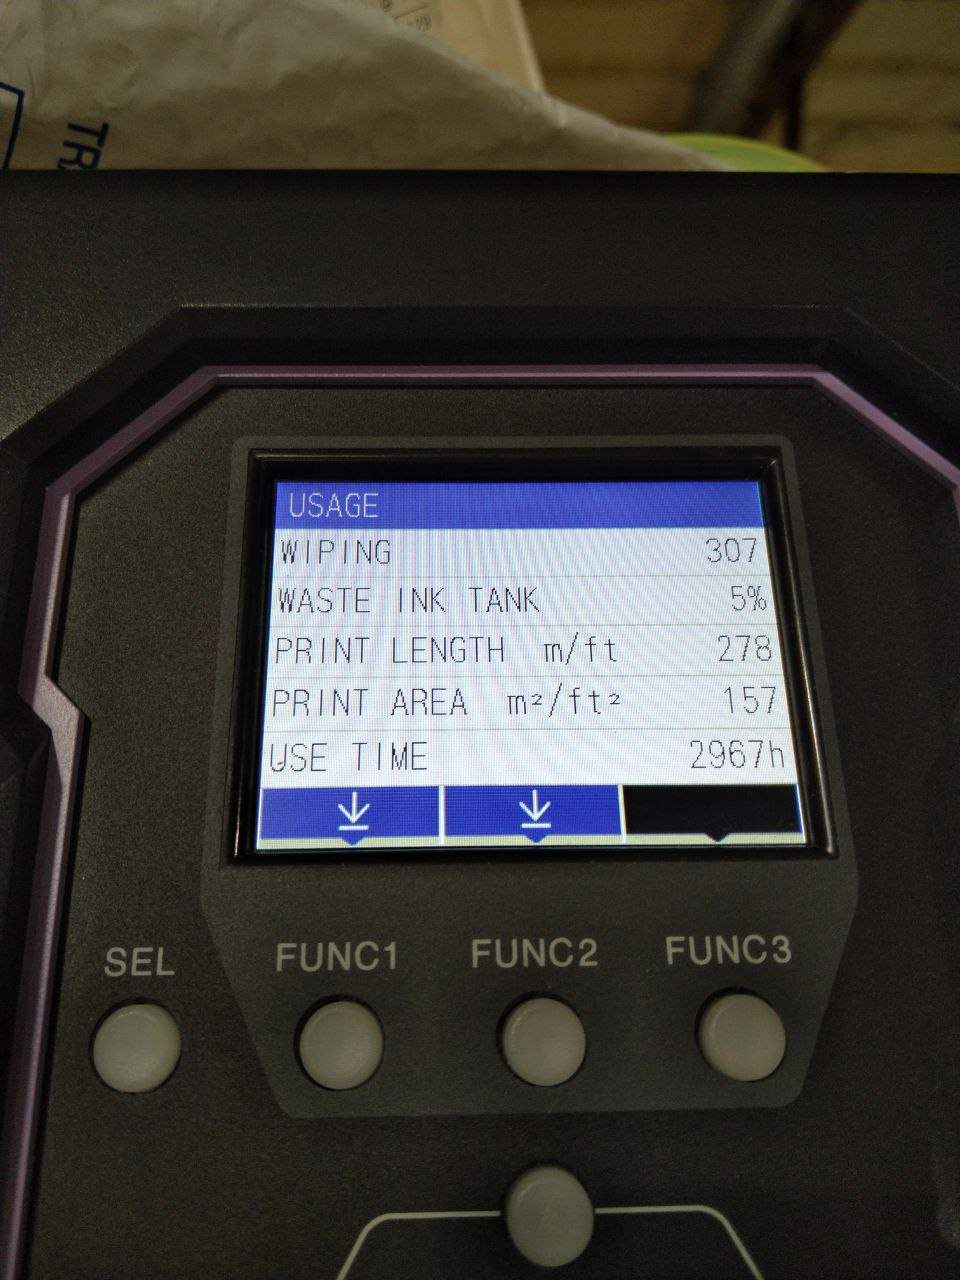 TR
USAGE
WIPING 307
WASTE INK TANK 5%
PRINT LENGTH m/ft 278
PRINT AREA m²/ft² 157
USE TIME 2967h
SEL FUNC1 FUNC2 FUNC3